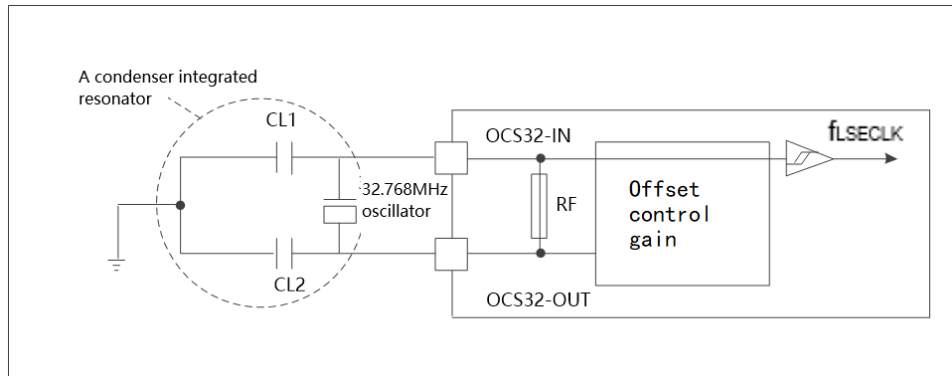 A condenser integrated
resonator
CL1
OCS32-IN
fLSECLK
32.768MHz
oscillator
RF
Offset
control
gain
CL2
OCS32-OUT